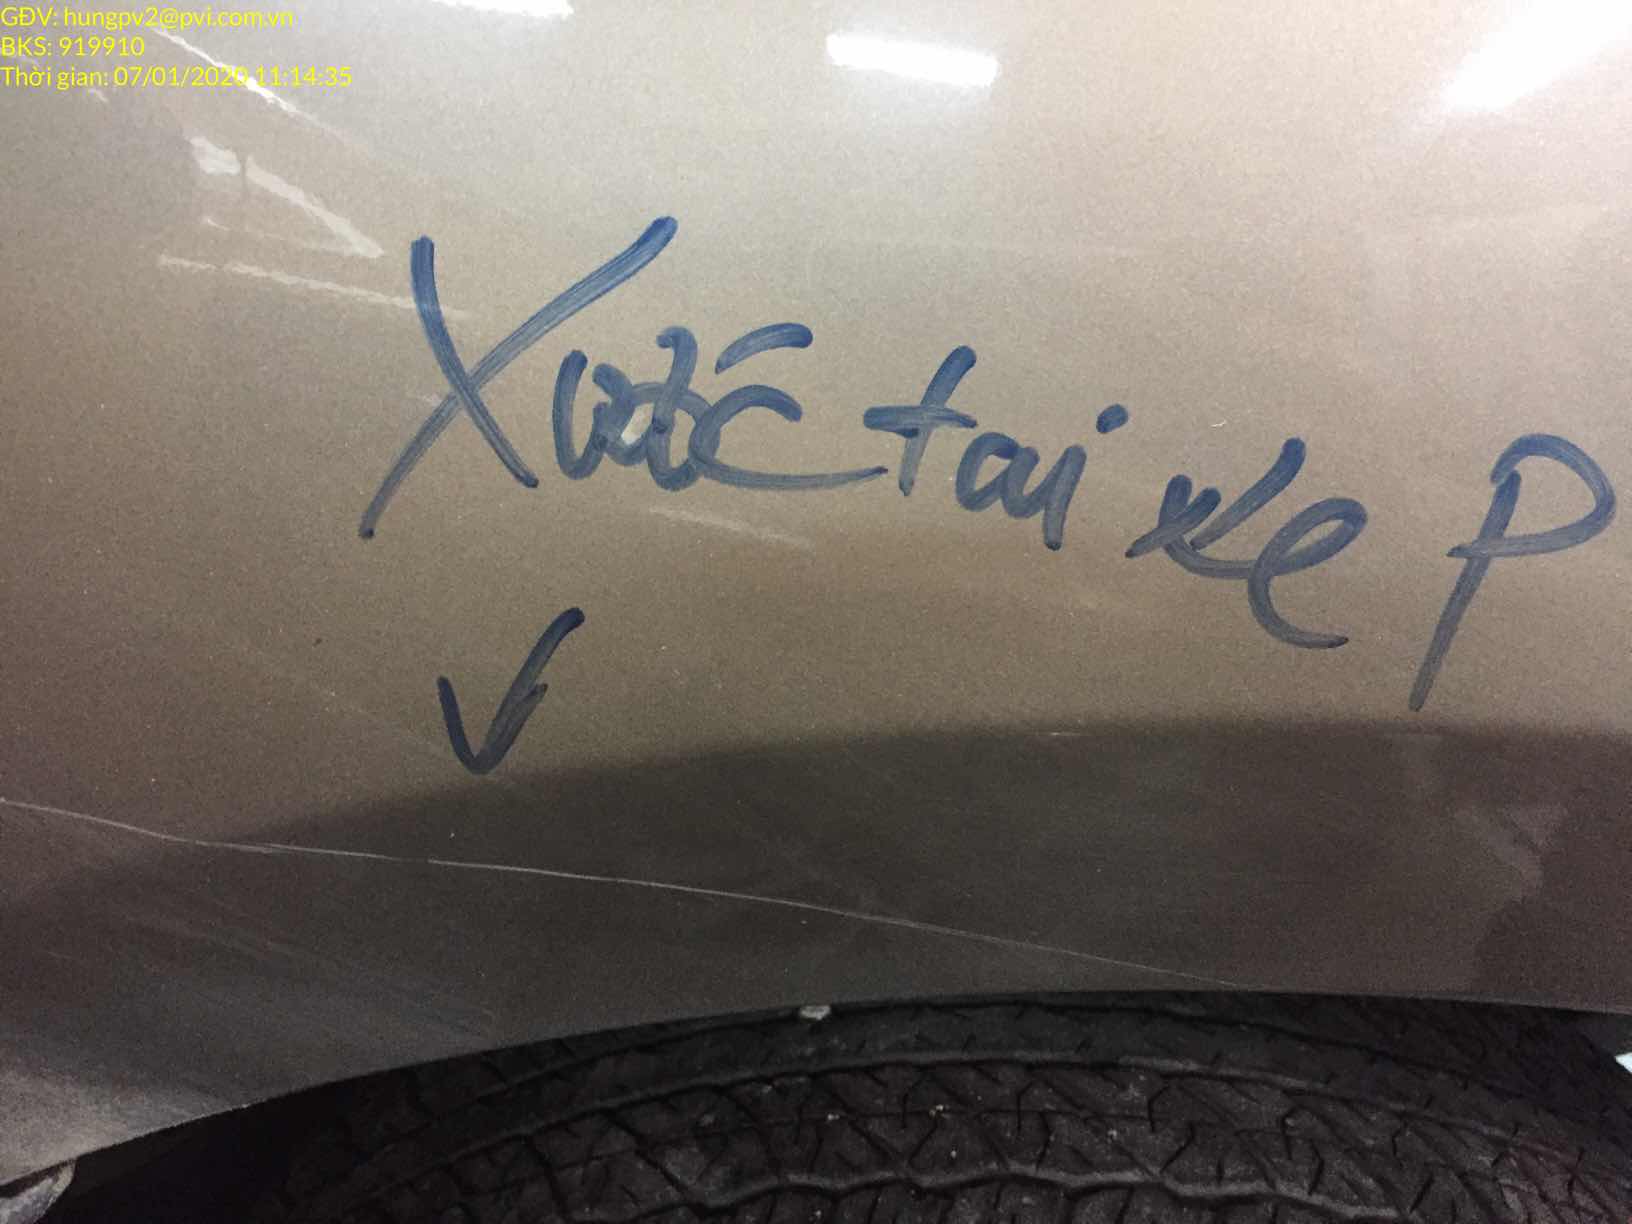 GĐV: hungpv2@pvi.com.vn
BKS: 919910
Thời gian: 07/01/2020 11:14:35
Xước tai xe P